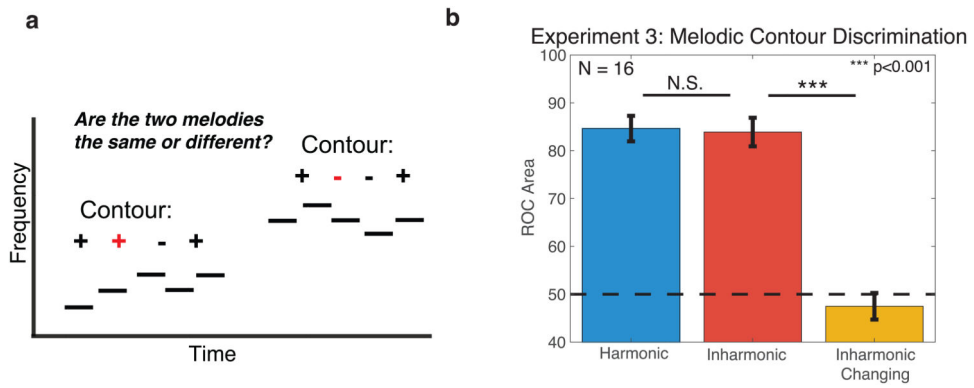 a
Are the two melodies
the same or different?
Contour:
+ - - +
Contour:
+ + - +
Frequency
Time
b
Experiment 3: Melodic Contour Discrimination
N = 16
*** p<0.001
N.S.
***
ROC Area
100
90
80
70
60
50
40
Harmonic
Inharmonic
Inharmonic
Changing